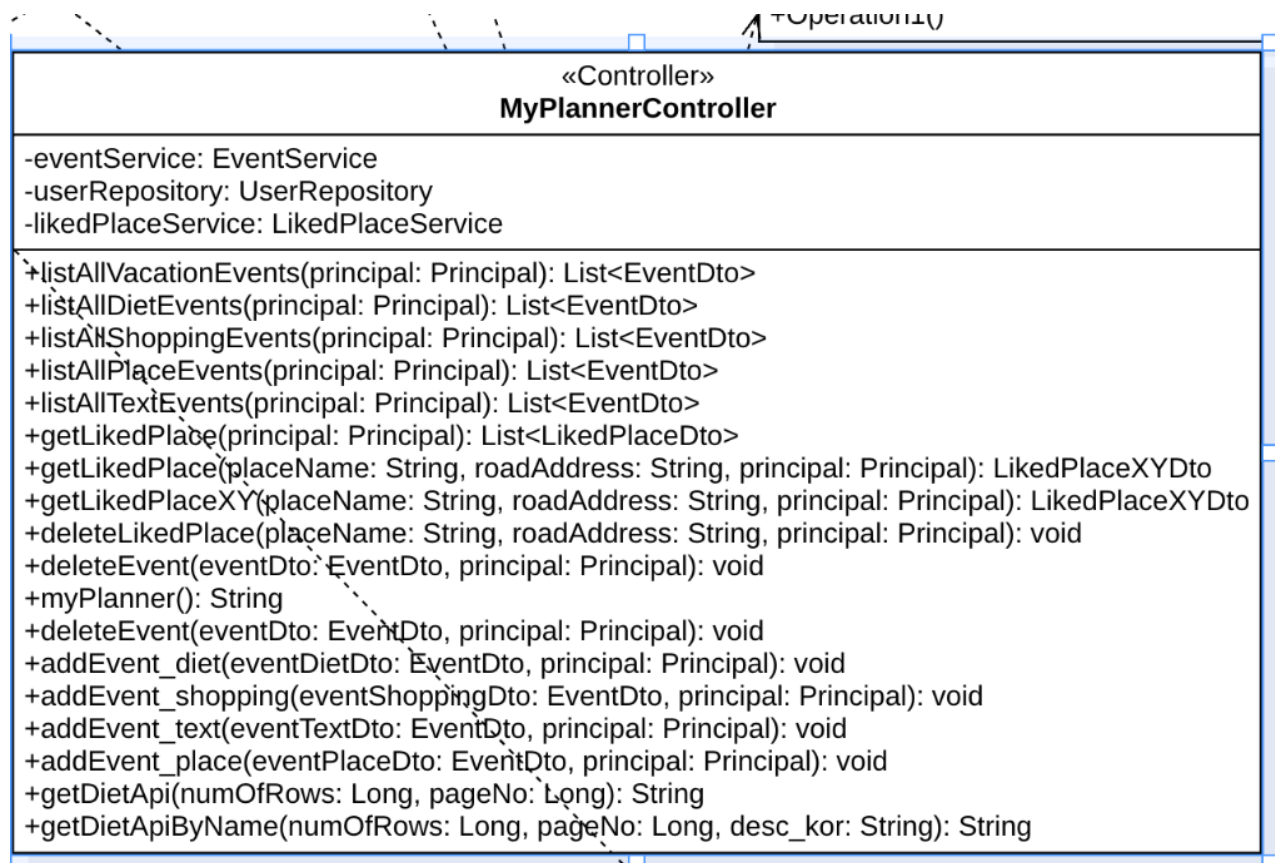 +Operation1()
«Controller»
MyPlannerController
-eventService: EventService
-userRepository: UserRepository
-likedPlaceService: LikedPlaceService
+listAllVacationEvents(principal: Principal): List<EventDto>
+listAllDietEvents(principal: Principal): List<EventDto>
+listAllShoppingEvents(principal: Principal): List<EventDto>
+listAllPlaceEvents(principal: Principal): List<EventDto>
+listAllTextEvents(principal: Principal): List<EventDto>
+getLikedPlace(principal: Principal): List<LikedPlaceDto>
+getLikedPlace(placeName: String, roadAddress: String, principal: Principal): LikedPlaceXYDto
+getLikedPlaceXY(placeName: String, roadAddress: String, principal: Principal): LikedPlaceXYDto
+deleteLikedPlace(placeName: String, roadAddress: String, principal: Principal): void
+deleteEvent(eventDto: EventDto, principal: Principal): void
+myPlanner(): String
+deleteEvent(eventDto: EventDto, principal: Principal): void
+addEvent_diet(eventDietDto: EventDto, principal: Principal): void
+addEvent_shopping(eventShoppingDto: EventDto, principal: Principal): void
+addEvent_text(eventTextDto: EventDto, principal: Principal): void
+addEvent_place(eventPlaceDto: EventDto, principal: Principal): void
+getDietApi(numOfRows: Long, pageNo: Long): String
+getDietApiByName(numOfRows: Long, pageNo: Long, desc_kor: String): String